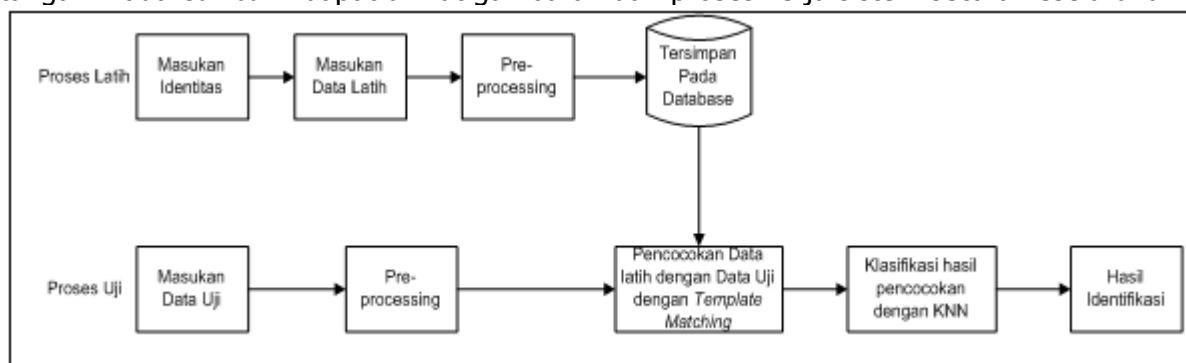 Proses Latih
Masukan
Identitas
Masukan
Data Latih
Pre-
processing
Tersimpan
Pada
Database
Proses Uji
Masukan
Data Uji
Pre-
processing
Pencocokan Data
latih dengan Data Uji
dengan Template
Matching
Klasifikasi hasil
pencocokan
dengan KNN
Hasil
Identifikasi